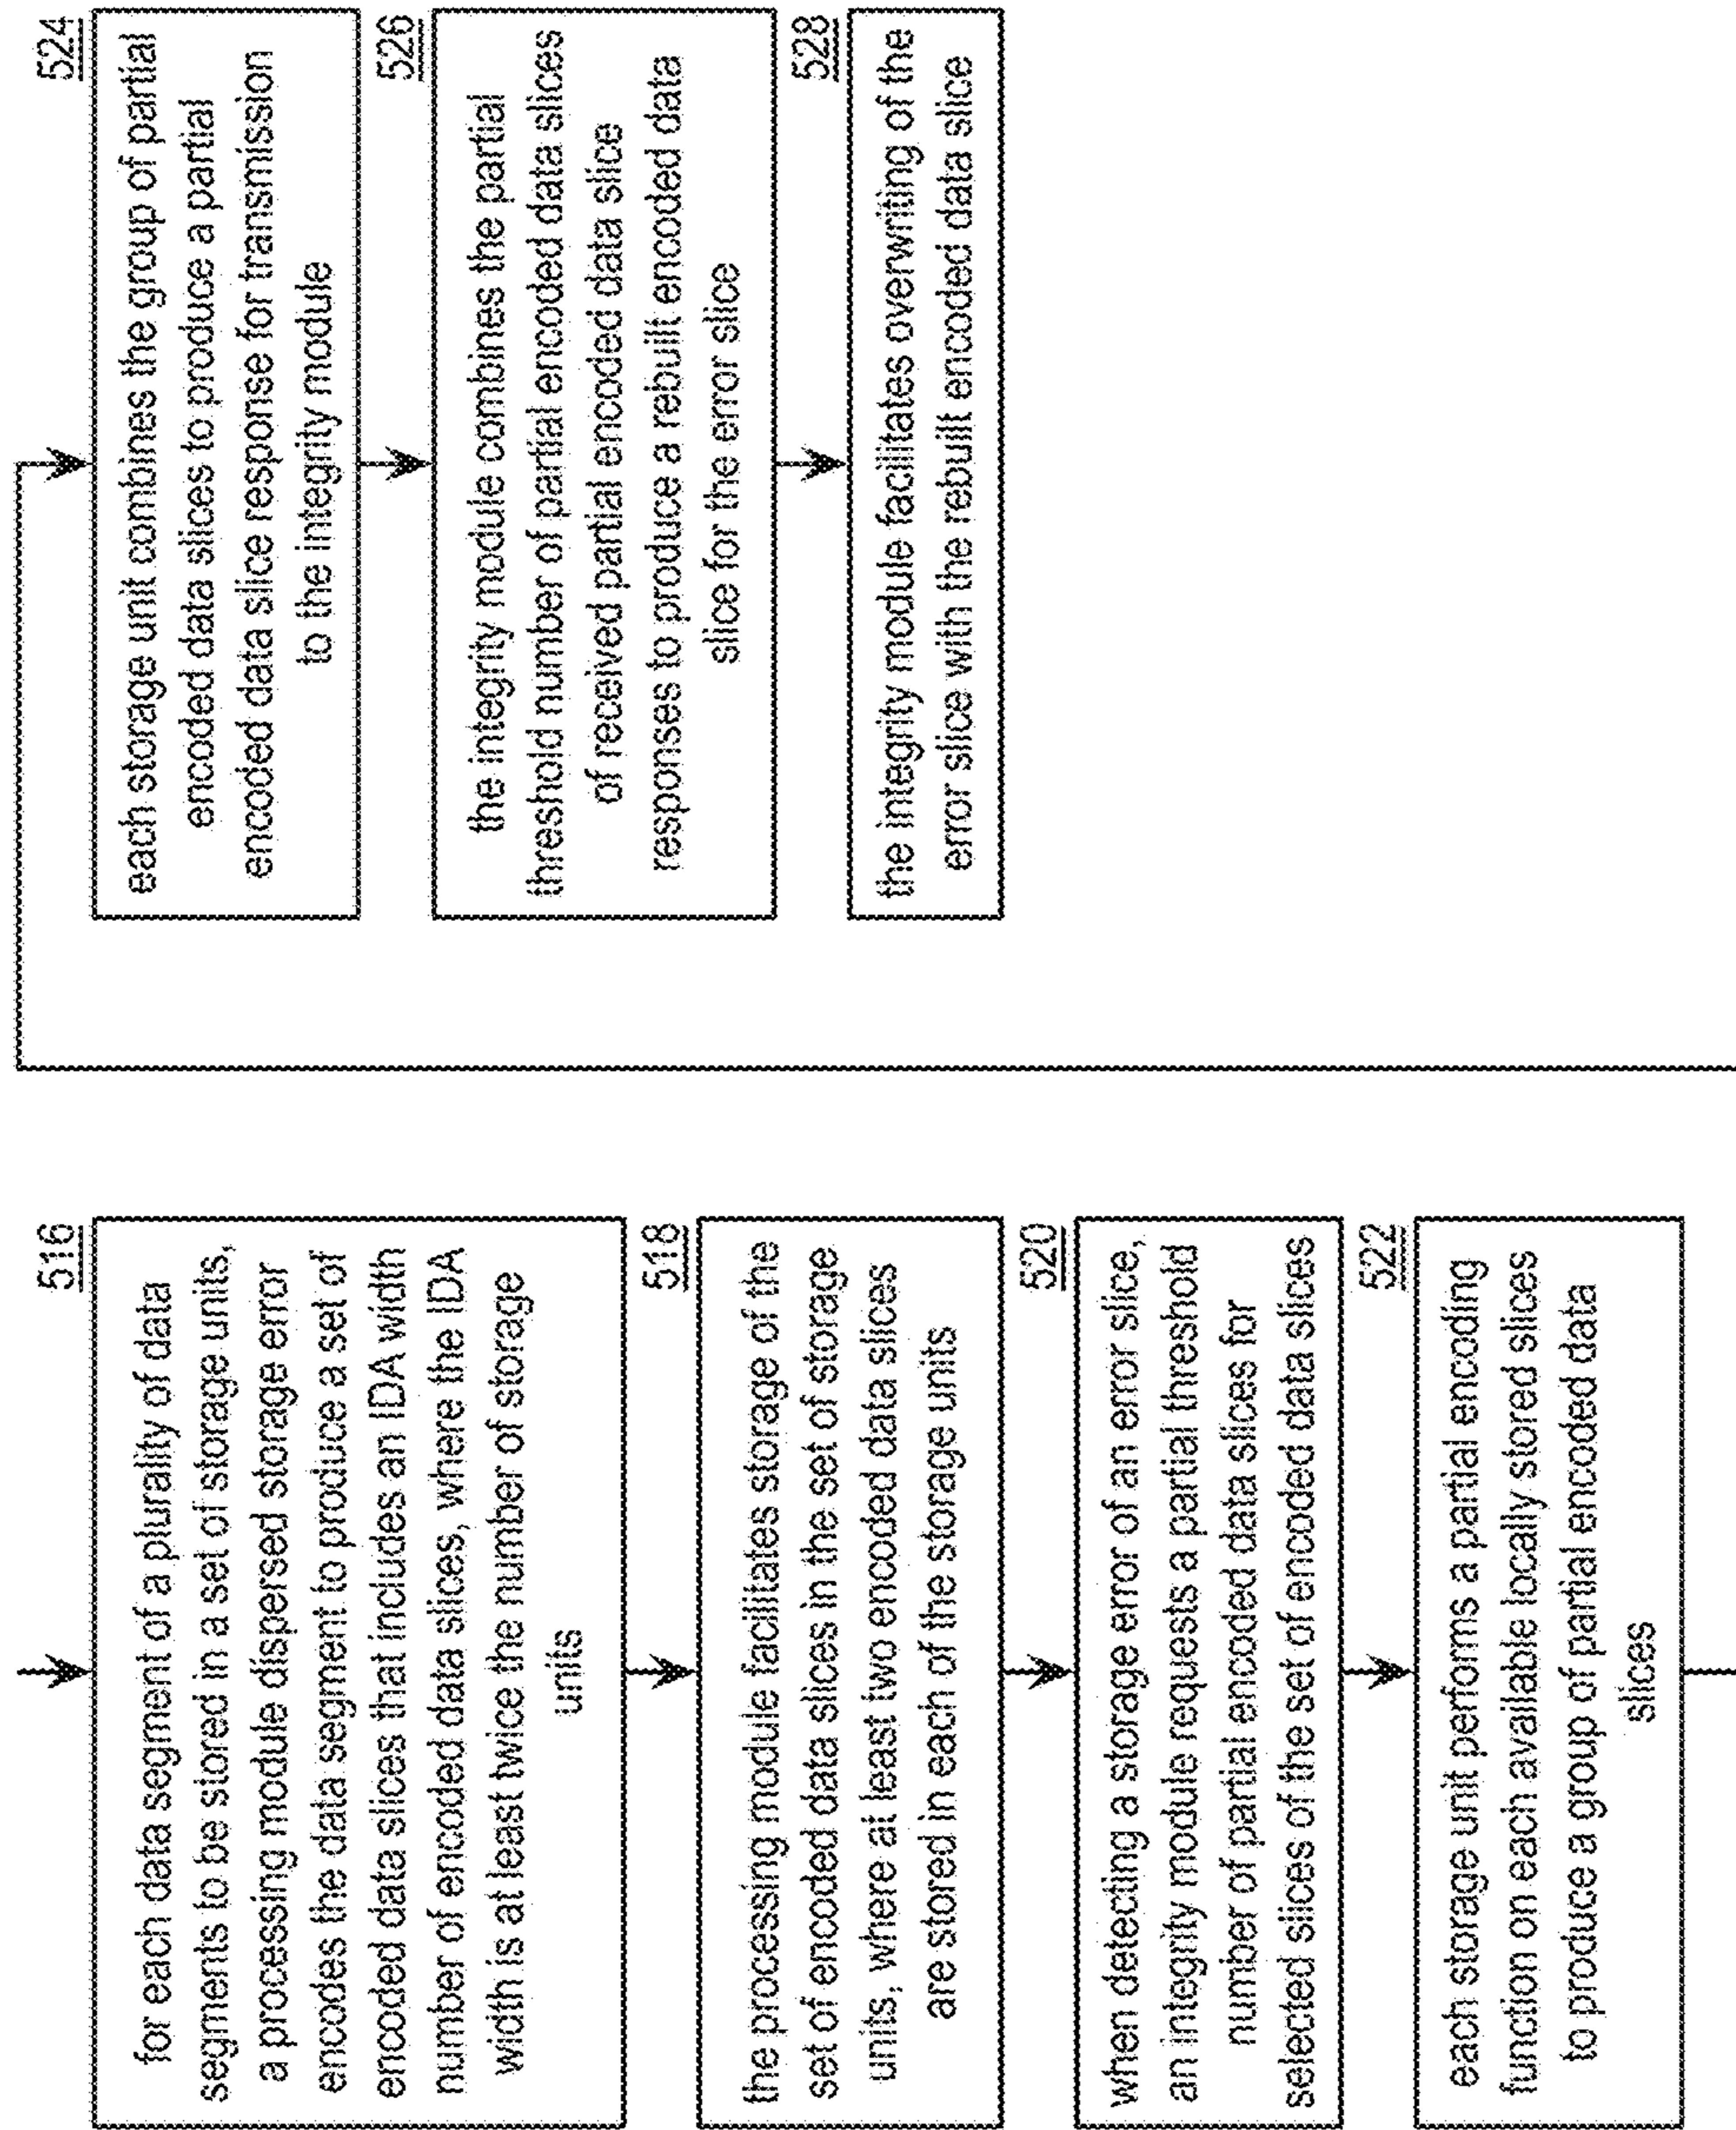 516
for each data segment of a plurality of data
segments to be stored in a set of storage units,
a processing module dispersed storage error
encodes the data segment to produce a set of
encoded data slices that includes an IDA width
number of encoded data slices, where the IDA
width is at least twice the number of storage
units
518
the processing module facilitates storage of the
set of encoded data slices in the set of storage
units, where at least two encoded data slices
are stored in each of the storage units
520
when detecting a storage error of an error slice,
an integrity module requests a partial threshold
number of partial encoded data slices for
selected slices of the set of encoded data slices
522
each storage unit performs a partial encoding
function on each available locally stored slices
to produce a group of partial encoded data
slices
524
each storage unit combines the group of partial
encoded data slices to produce a partial
encoded data slice response for transmission
to the integrity module
526
the integrity module combines the partial
threshold number of partial encoded data slices
of received partial encoded data slice
responses to produce a rebuilt encoded data
slice for the error slice
528
the integrity module facilitates overwriting of the
error slice with the rebuilt encoded data slice